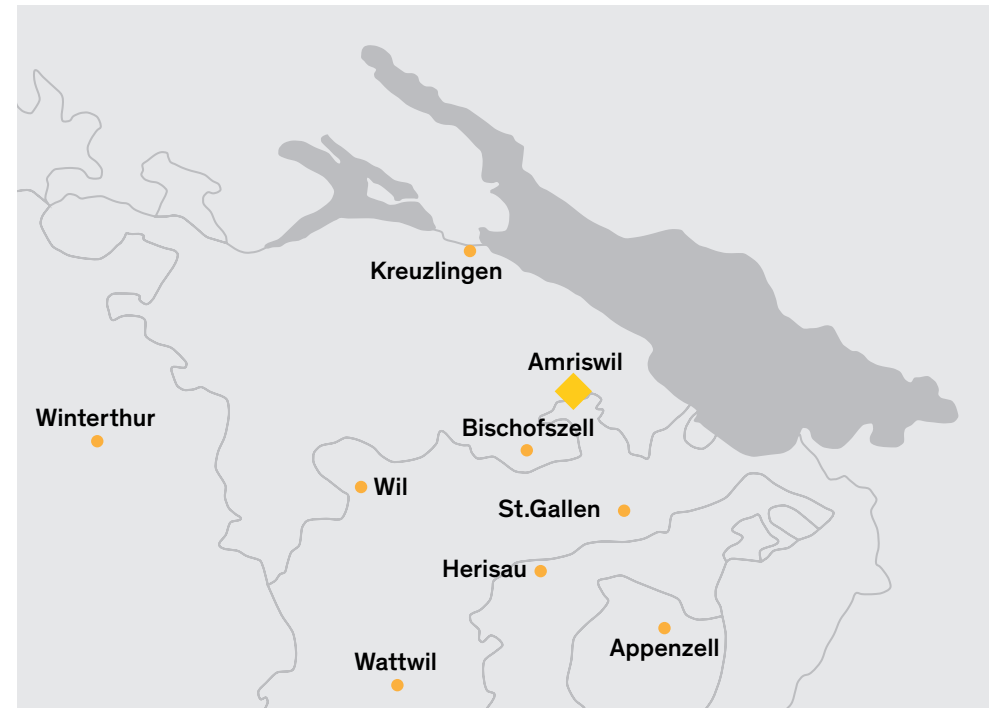 Kreuzlingen
Amriswil
Winterthur
Bischofszell
Wil
St.Gallen
Herisau
Appenzell
Wattwil